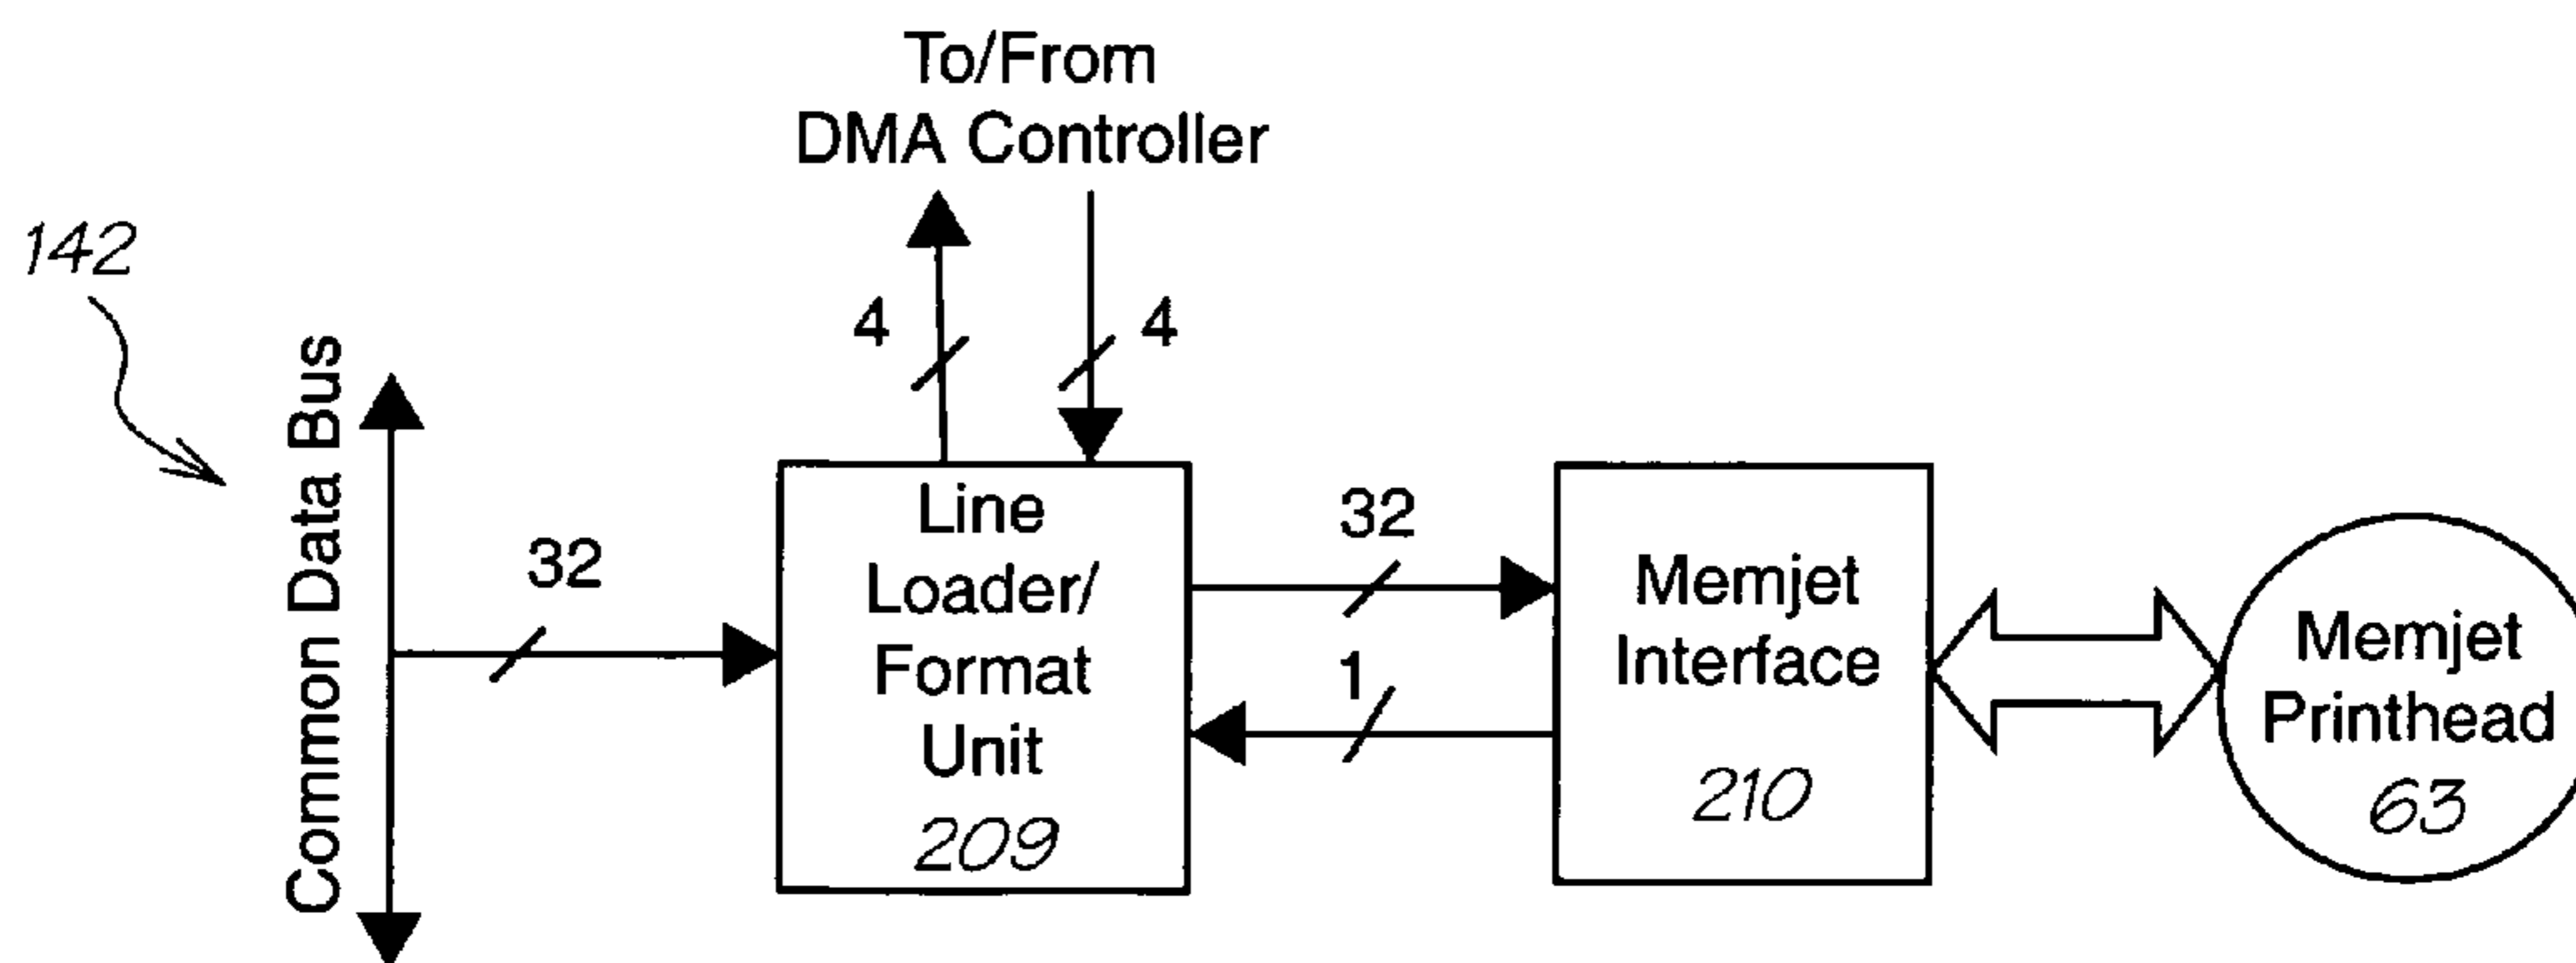 To/From
DMA Controller
142
4
4
Common Data Bus
32
Line
Loader/
Format
Unit
209
32
1
Memjet
Interface
210
Memjet
Printhead
63